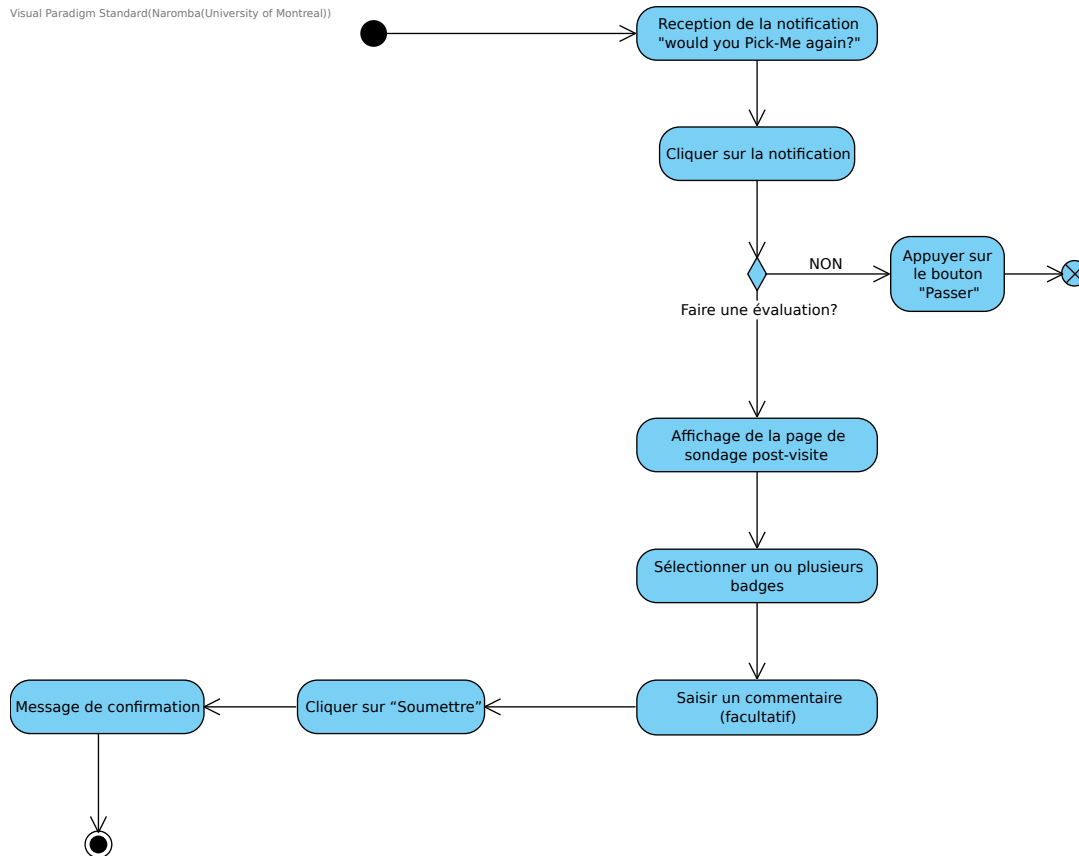 Visual Paradigm Standard(Naromba(University of Montreal))
Reception de la notification
"would you Pick-Me again?"
Cliquer sur la notification
NON
Appuyer sur
le bouton
"Passer"
Faire une évaluation?
Affichage de la page de
sondage post-visite
Sélectionner un ou plusieurs
badges
Saisir un commentaire
(facultatif)
Cliquer sur “Soumettre”
Message de confirmation